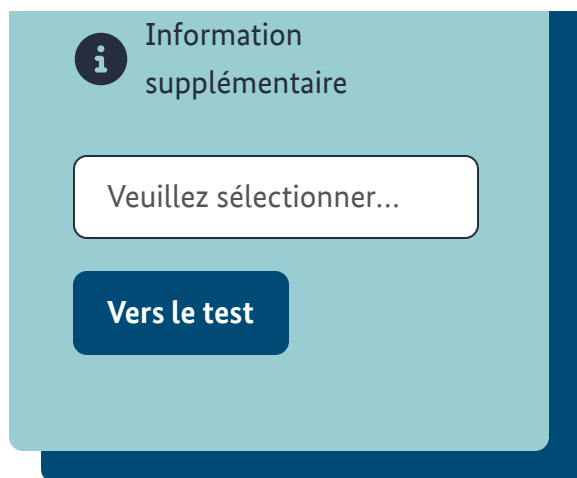 Information
supplémentaire
Veuillez sélectionner...
Vers le test